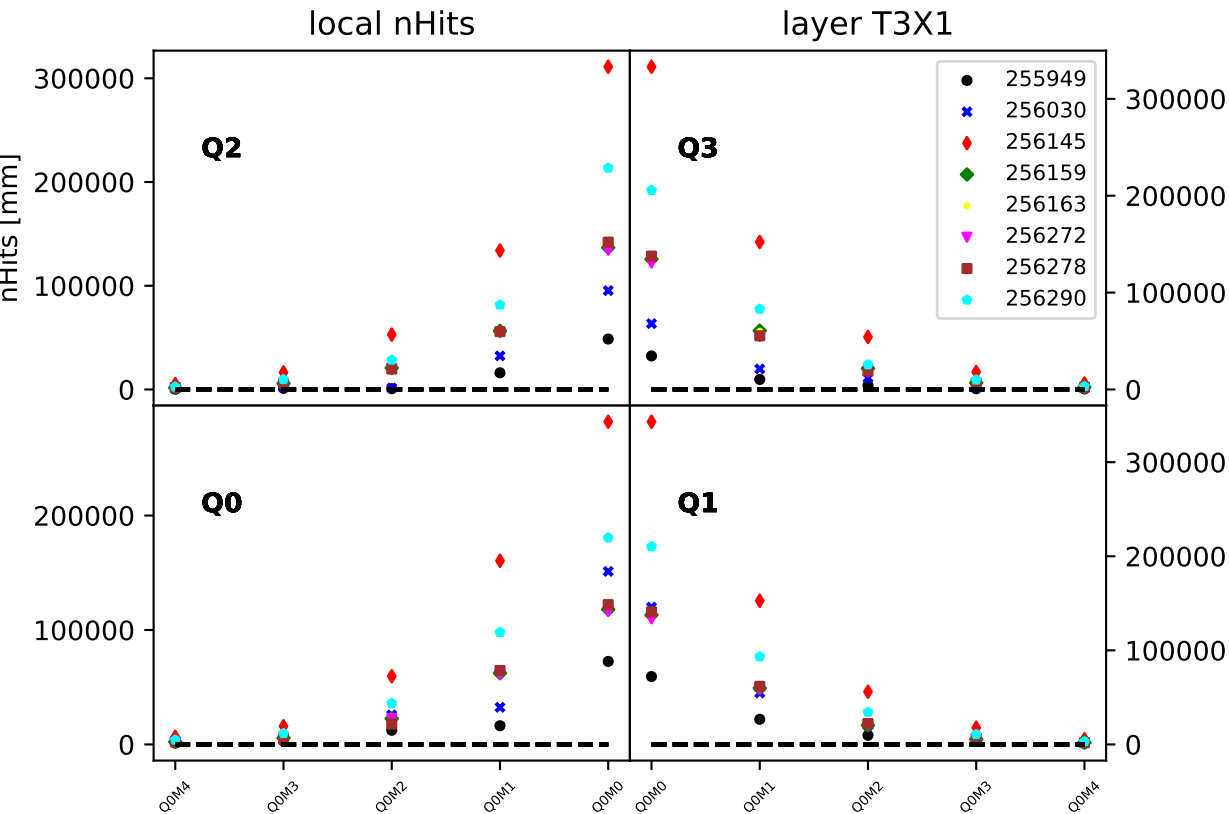 local nHits
layer T3X1
nHits [mm]
300000
200000
100000
0
Q2
Q3
255949
256030
256145
256159
256163
256272
256278
256290
300000
200000
100000
0
200000
100000
0
Q0
Q1
300000
200000
100000
0
Q0M4
Q0M3
Q0M2
Q0M1
Q0M0
Q0M0
Q0M1
Q0M2
Q0M3
Q0M4